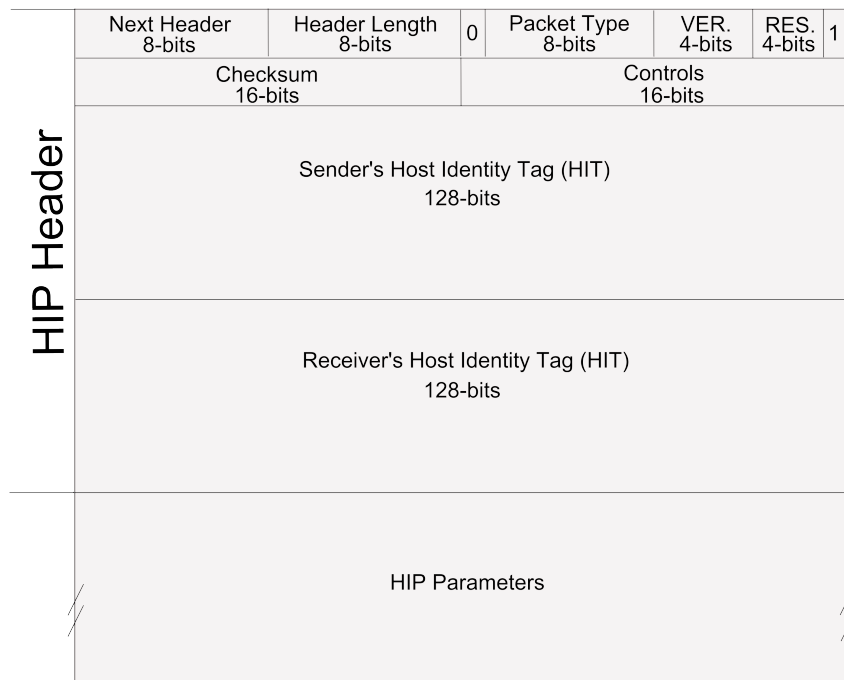 Next Header
8-bits
Header Length
8-bits
0
Packet Type
8-bits
VER.
4-bits
RES.
4-bits
1
Checksum
16-bits
Controls
16-bits
HIP Header
Sender's Host Identity Tag (HIT)
128-bits
Receiver's Host Identity Tag (HIT)
128-bits
HIP Parameters